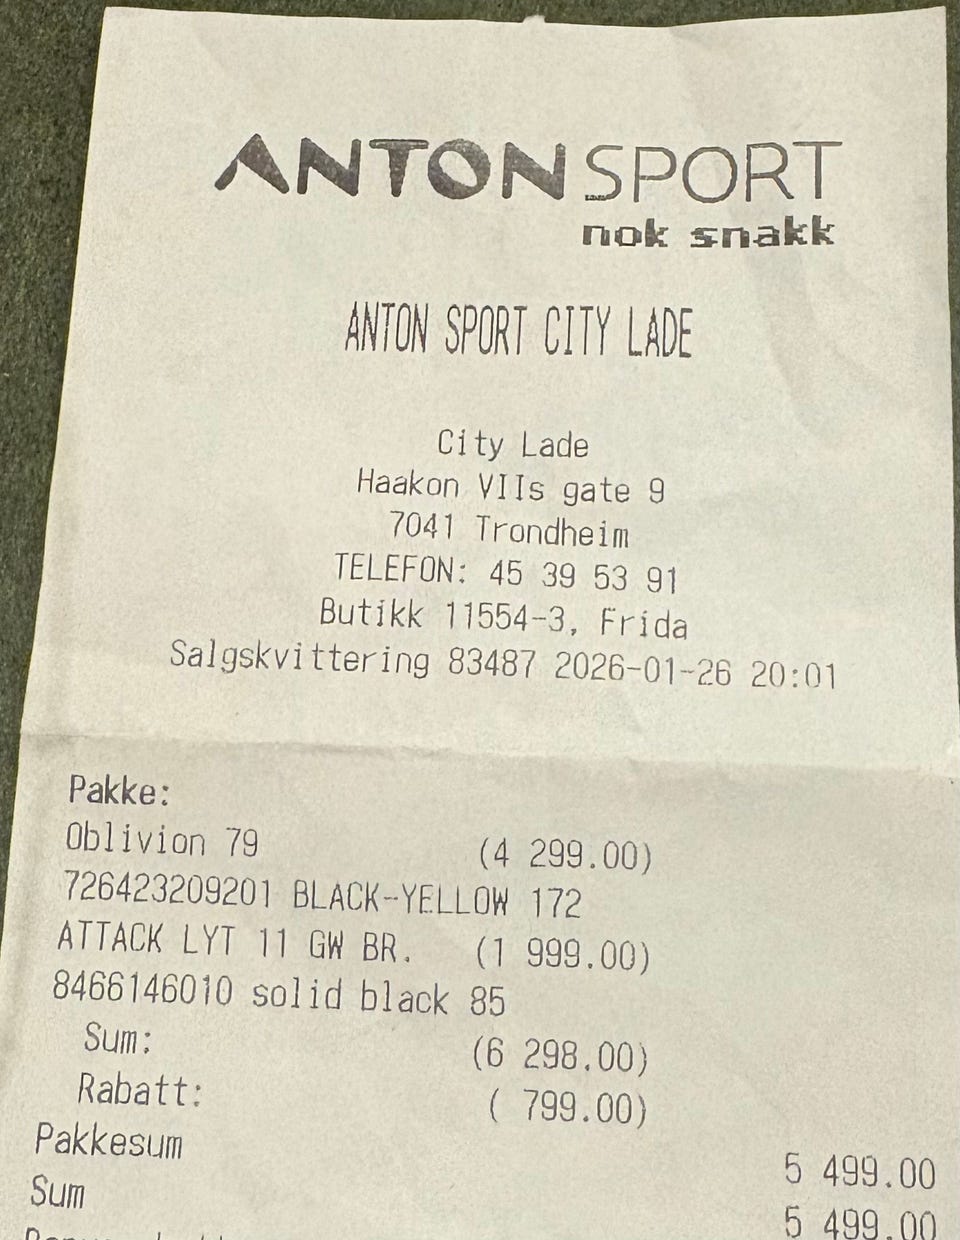 ANTON SPORT
nok snakk
ANTON SPORT CITY LADE
City Lade
Haakon VIIs gate 9
7041 Trondheim
TELEFON: 45 39 53 91
Butikk 11554-3, Frida
Salgskvittering 83487 2026-01-26 20:01
Pakke:
Oblivion 79 (4 299.00)
726423209201 BLACK-YELLOW 172
ATTACK LYT 11 GW BR. (1 999.00)
8466146010 solid black 85
Sum: (6 298.00)
Rabatt: ( 799.00)
Pakkesum 5 499.00
Sum 5 499.00